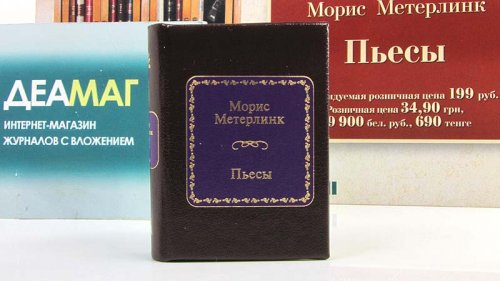 ДЕАМАГ
ИНТЕРНЕТ-МАГАЗИН
ЖУРНАЛОВ С ВЛОЖЕНИЕМ
Морис
Метерлинк
Пьесы
Морис Метерлинк
Пьесы
розничная цена 199 руб.
Розничная цена 34,90 грн,
900 бел. руб., 690 тенге